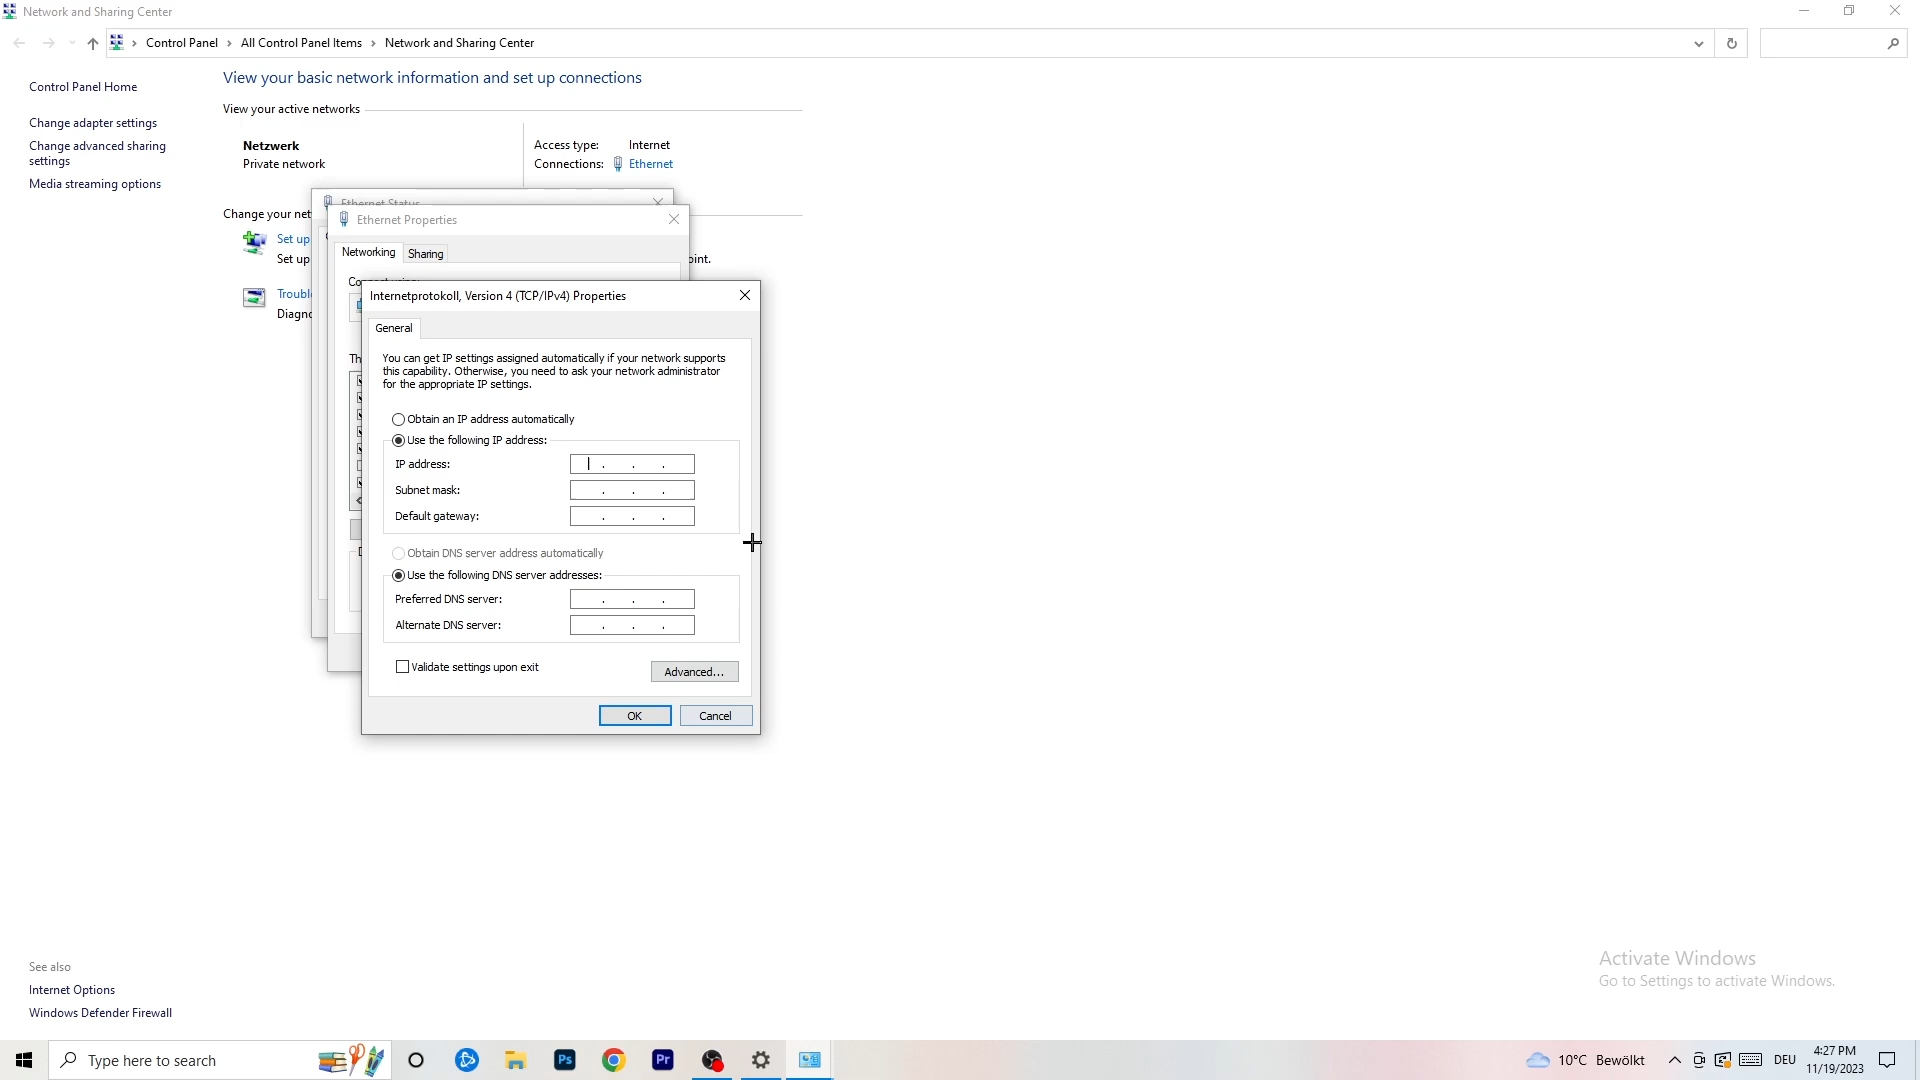 Network and Sharing Center
Control Panel › All Control Panel Items › Network and Sharing Center
Control Panel Home
Change adapter settings
Change advanced sharing
settings
Media streaming options
View your basic network information and set up connections
View your active networks
Netzwerk
Private network
Access type: Internet
Connections: Ethernet
Change your net
Set up
Set up
oint.
Troubl
Diagno
Ethernet Status
Ethernet Properties
Networking
Sharing
Internetprotokoll, Version 4 (TCP/IPv4) Properties
General
You can get IP settings assigned automatically if your network supports
this capability. Otherwise, you need to ask your network administrator
for the appropriate IP settings.
Obtain an IP address automatically
Use the following IP address:
IP address:
Subnet mask:
Default gateway:
Obtain DNS server address automatically
Use the following DNS server addresses:
Preferred DNS server:
Alternate DNS server:
Validate settings upon exit
Advanced...
OK
Cancel
See also
Internet Options
Windows Defender Firewall
Activate Windows
Go to Settings to activate Windows.
Type here to search
Ps
Pr
10°C Bewölkt
DEU
4:27 PM
11/19/2023